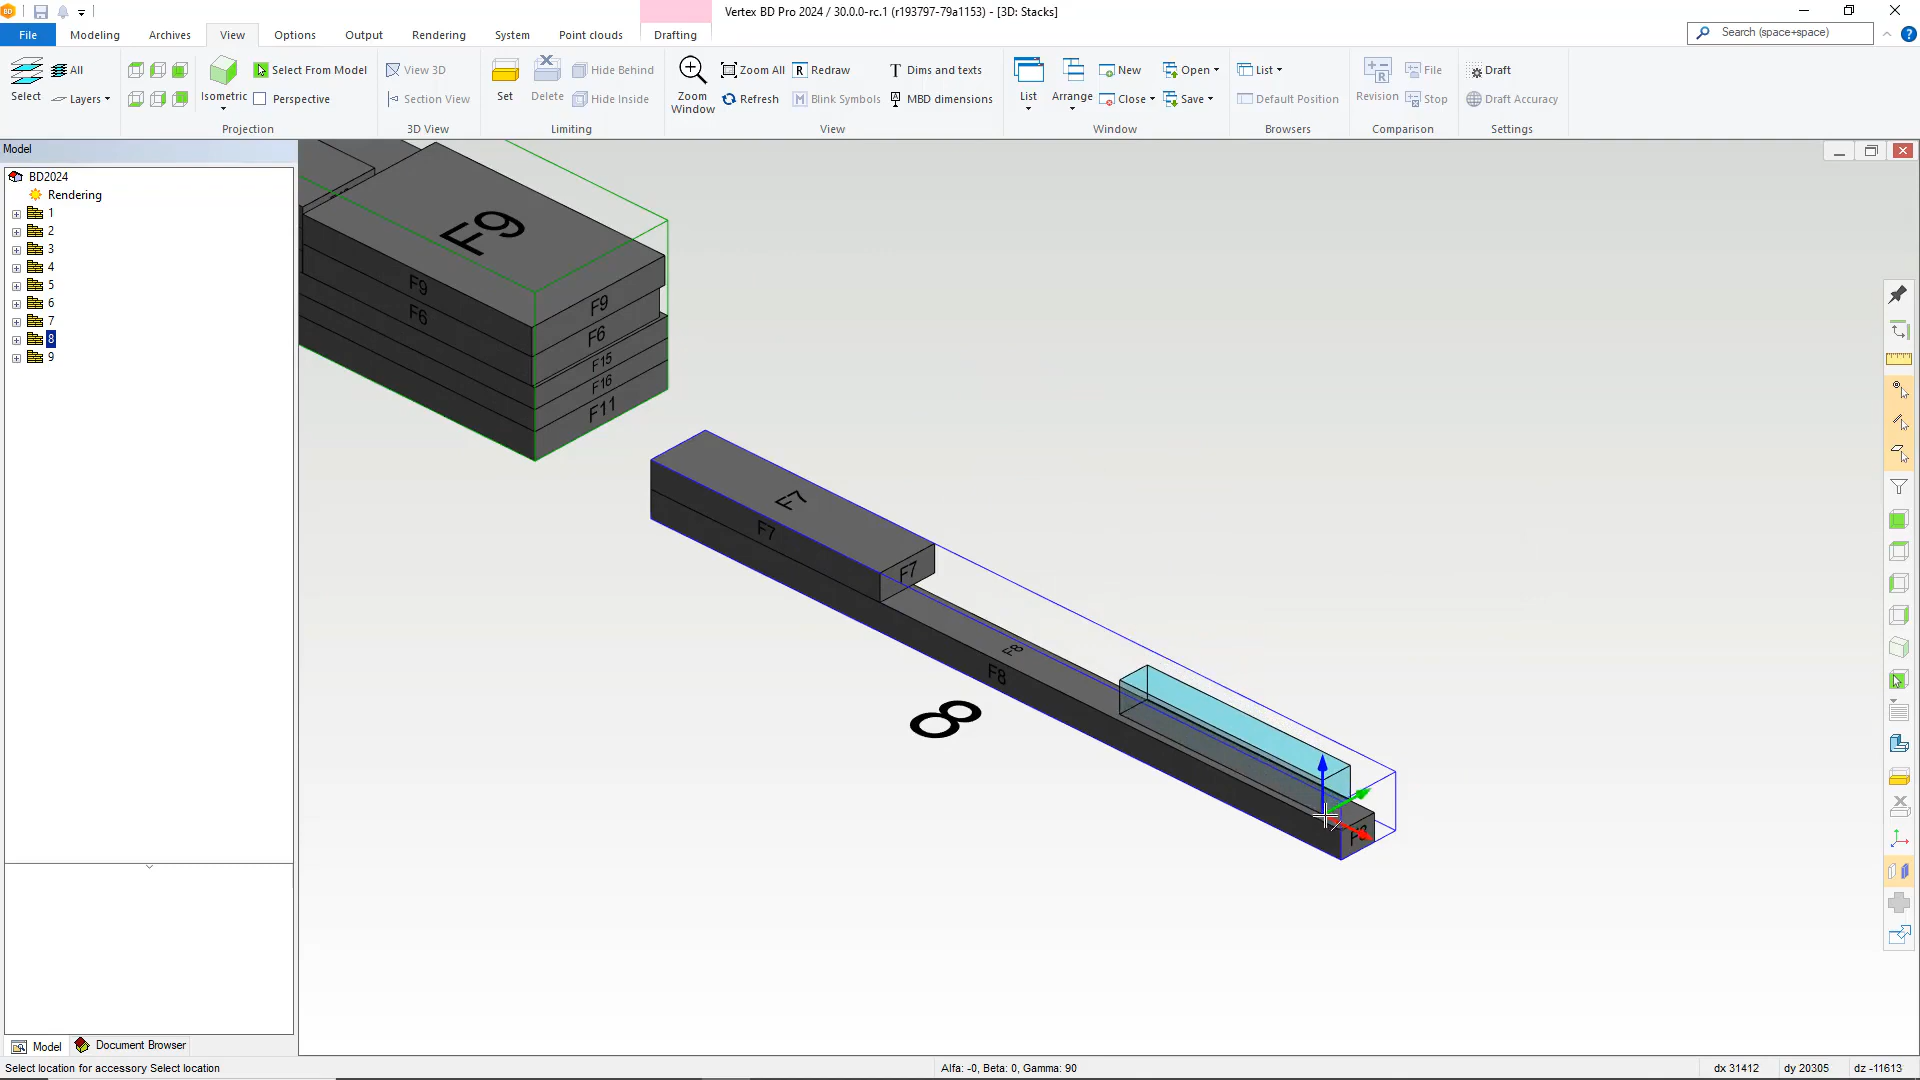 BD
Vertex BD Pro 2024 / 30.0.0-rc.1 (r193797-79a1153) - [3D: Stacks]
File Modeling Archives View Options Output Rendering System Point clouds Drafting
Search (space+space)
Select All Layers
Isometric Select From Model Perspective
Projection
View 3D Section View
3D View
Set Delete Hide Behind Hide Inside
Limiting
Zoom Window Zoom All Refresh R Redraw Blink Symbols Dims and texts MBD dimensions
View
List Arrange New Close Open Save
Window
List Default Position
Browsers
Revision File Stop
Comparison
Draft Draft Accuracy
Settings
Model
BD2024
Rendering
1
2
3
4
5
6
7
8
9
F9
F9
F9
F6
F6
F15
F16
F11
F7
F7
F7
F8
F8
8
Model Document Browser
Select location for accessory Select location
Alfa: -0, Beta: 0, Gamma: 90
dx 31412 dy 20305 dz -11613